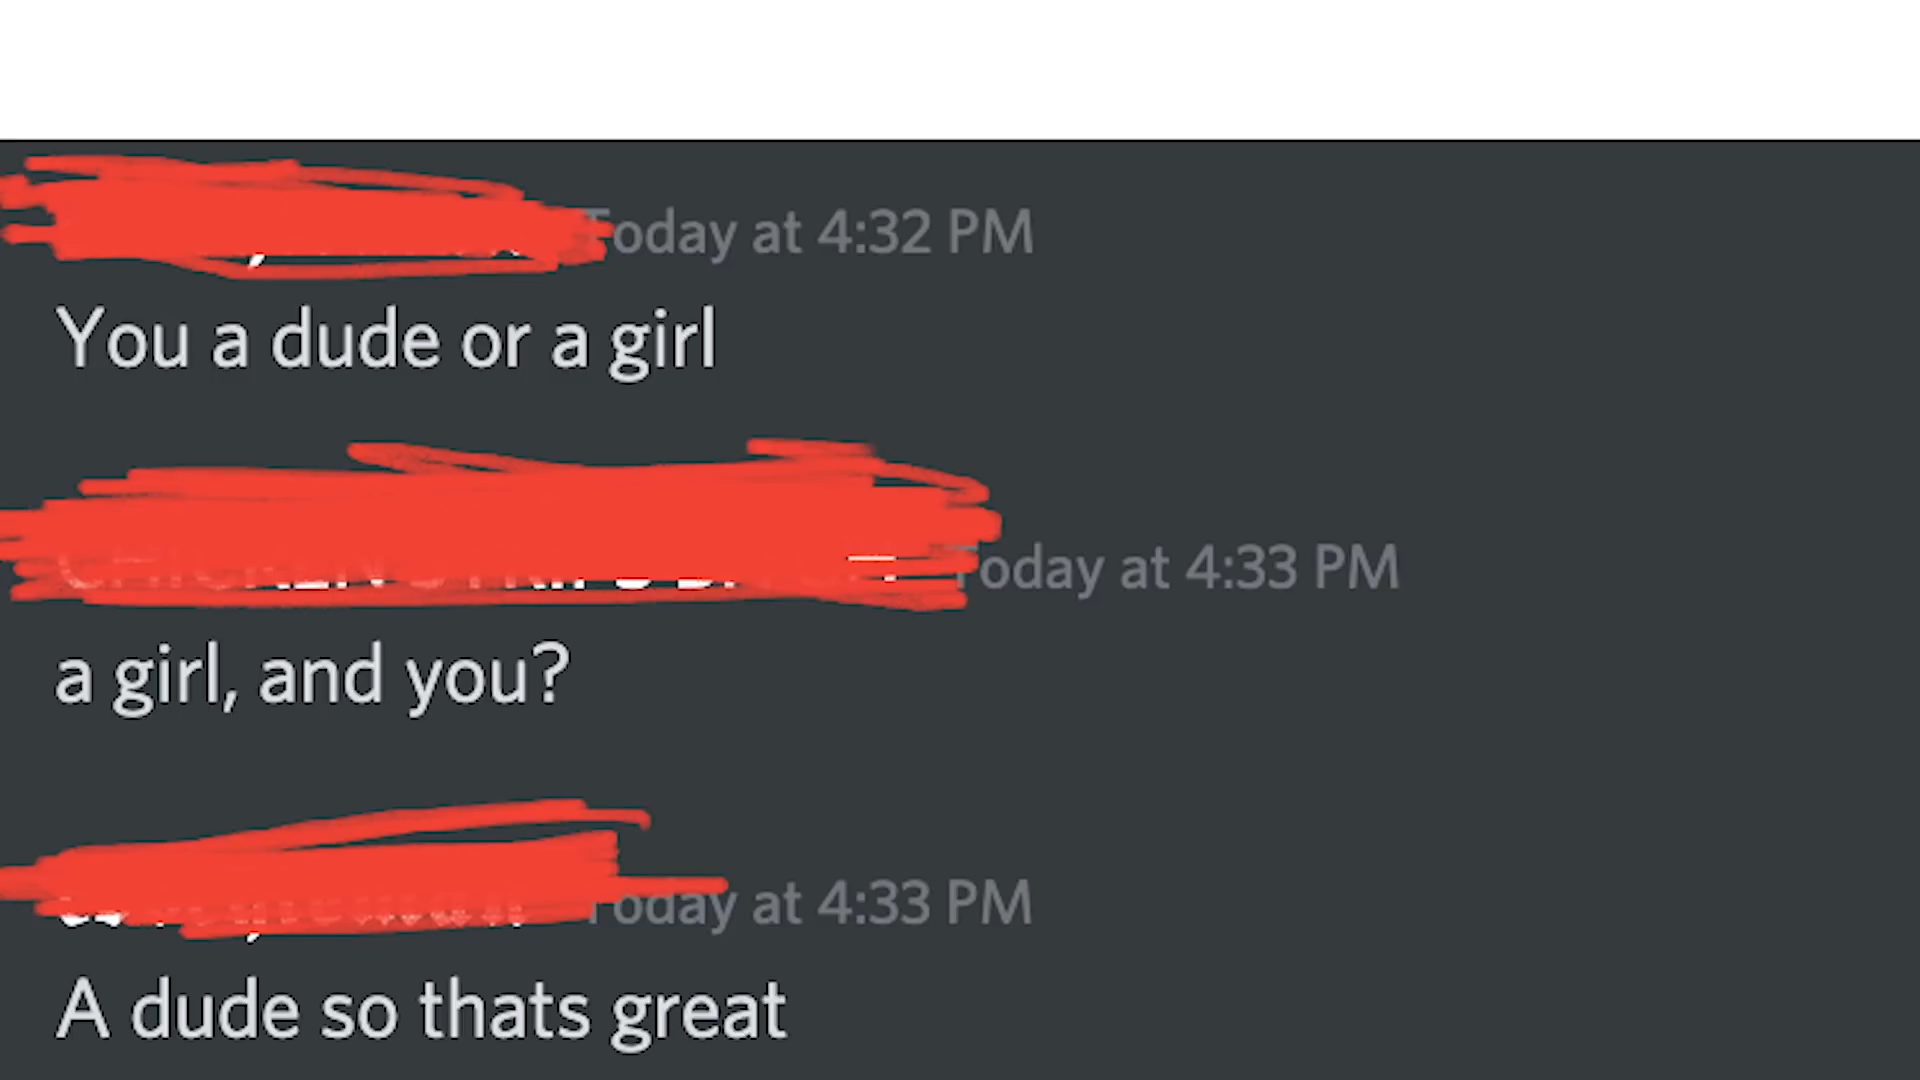 Today at 4:32 PM
You a dude or a girl
Today at 4:33 PM
a girl, and you?
Today at 4:33 PM
A dude so thats great